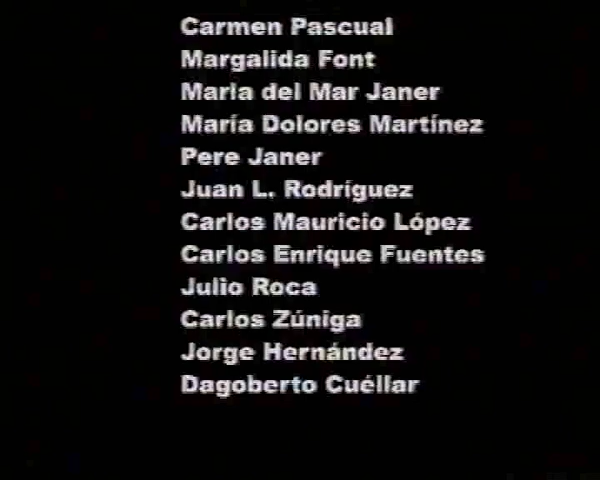 Carmen Pascual
Margalida Font
Maria del Mar Janer
María Dolores Martínez
Pere Janer
Juan L. Rodríguez
Carlos Mauricio López
Carlos Enrique Fuentes
Julio Roca
Carlos Zúniga
Jorge Hernández
Dagoberto Cuéllar